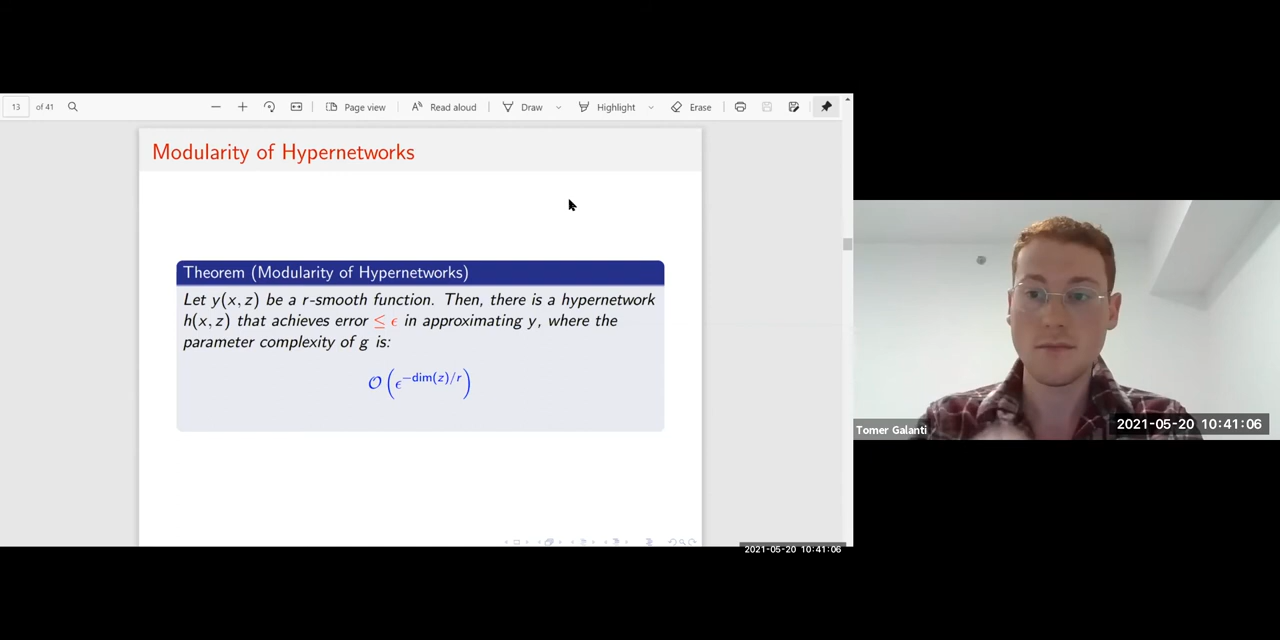 13 of 41
Page view
Read aloud
Draw
Highlight
Erase
Modularity of Hypernetworks
Theorem (Modularity of Hypernetworks)
Let y(x, z) be a r-smooth function. Then, there is a hypernetwork
h(x, z) that achieves error ≤ ϵ in approximating y, where the
parameter complexity of g is:
𝒪(ϵ^{−dim(z)/r})
2021-05-20 10:41:06
Tomer Galanti
2021-05-20 10:41:06